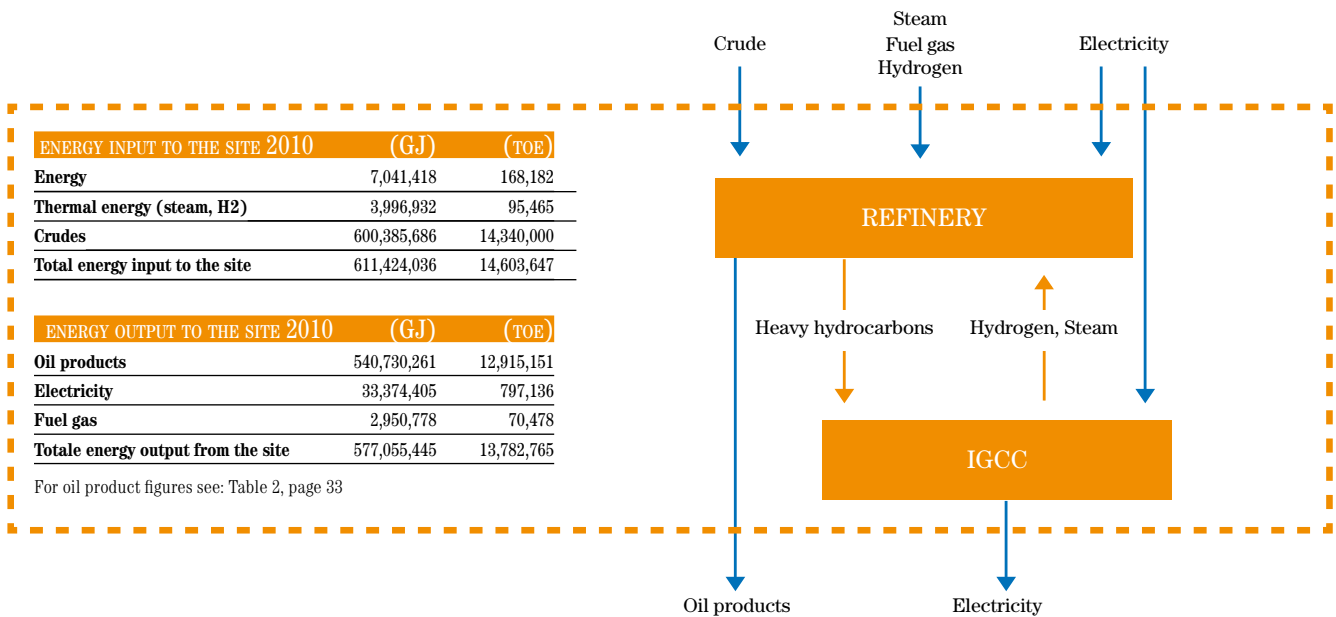 Crude
Steam
Fuel gas
Hydrogen
Electricity
ENERGY INPUT TO THE SITE 2010 (GJ) (TOE)
Energy 7,041,418 168,182
Thermal energy (steam, H2) 3,996,932 95,465
Crudes 600,385,686 14,340,000
Total energy input to the site 611,424,036 14,603,647
ENERGY OUTPUT TO THE SITE 2010 (GJ) (TOE)
Oil products 540,730,261 12,915,151
Electricity 33,374,405 797,136
Fuel gas 2,950,778 70,478
Totale energy output from the site 577,055,445 13,782,765
For oil product figures see: Table 2, page 33
REFINERY
Heavy hydrocarbons
Hydrogen, Steam
IGCC
Oil products
Electricity